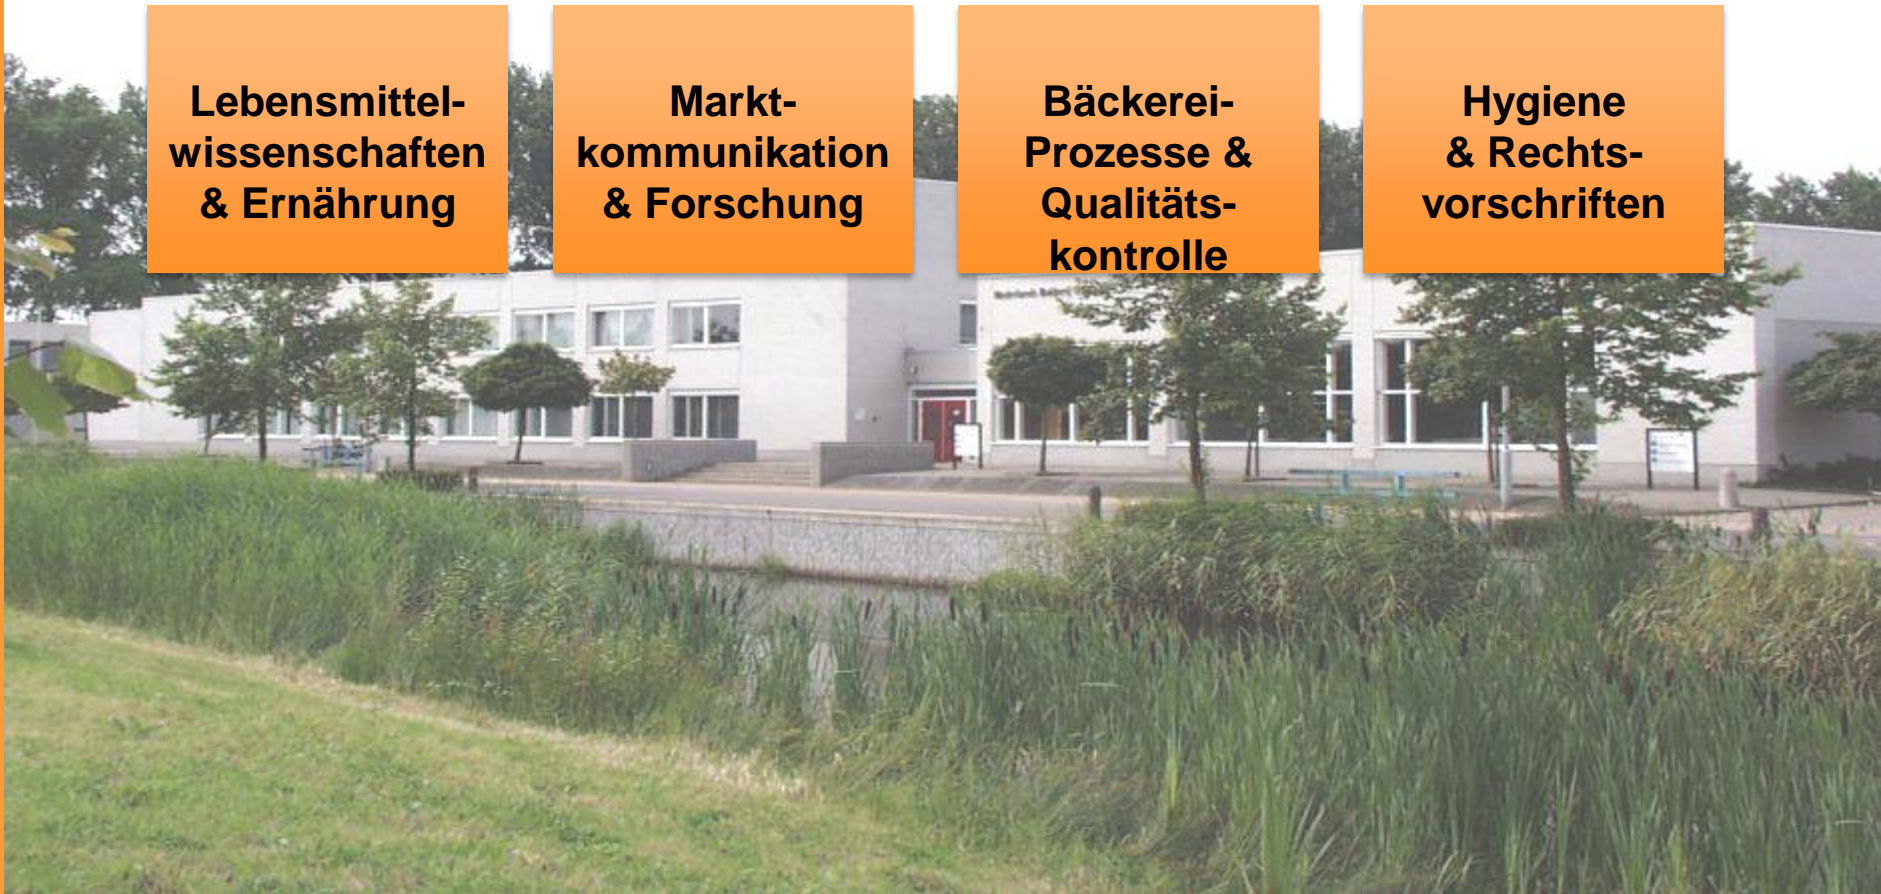 Lebensmittel-
wissenschaften
& Ernährung
Markt-
kommunikation
& Forschung
Bäckerei-
Prozesse &
Qualitäts-
kontrolle
Hygiene
& Rechts-
vorschriften